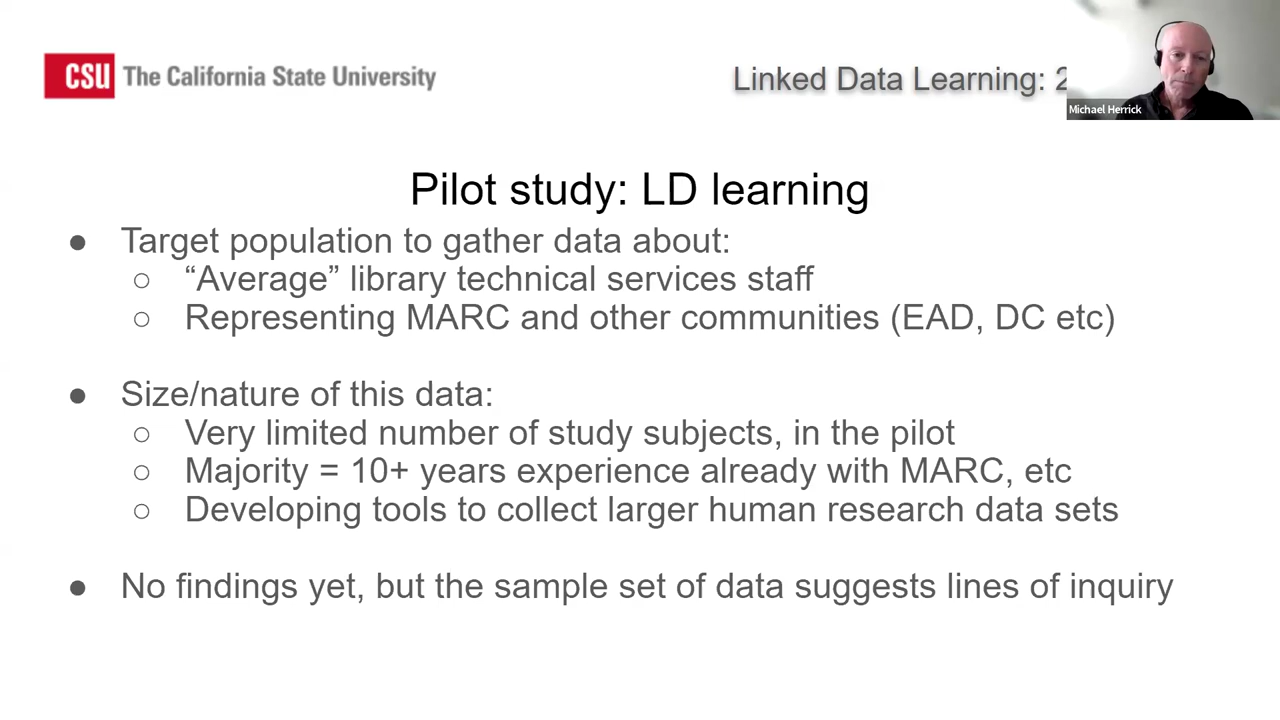 CSU The California State University
Linked Data Learning: 2
Michael Herrick
Pilot study: LD learning
● Target population to gather data about:
○ “Average” library technical services staff
○ Representing MARC and other communities (EAD, DC etc)
● Size/nature of this data:
○ Very limited number of study subjects, in the pilot
○ Majority = 10+ years experience already with MARC, etc
○ Developing tools to collect larger human research data sets
● No findings yet, but the sample set of data suggests lines of inquiry